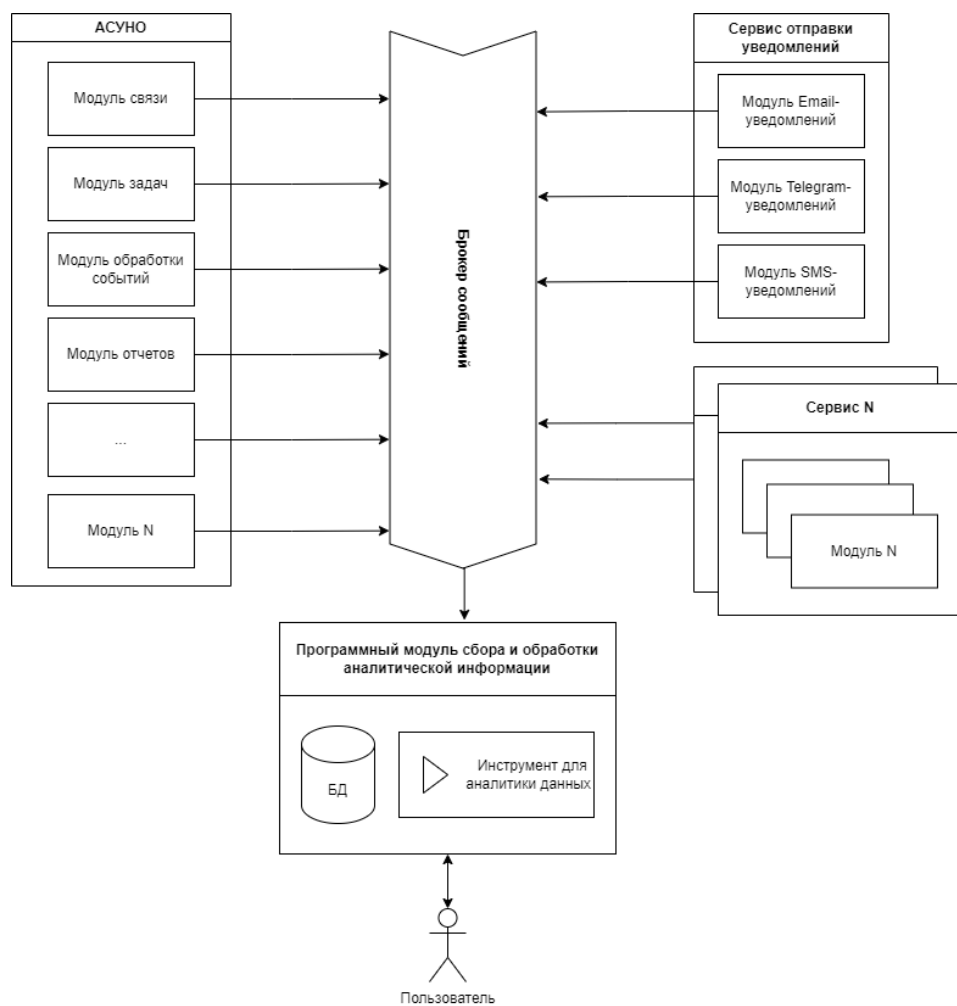 АСУНО
Модуль связи
Модуль задач
Модуль обработки
событий
Модуль отчетов
...
Модуль N
Брокер сообщений
Сервис отправки
уведомлений
Модуль Email-
уведомлений
Модуль Telegram-
уведомлений
Модуль SMS-
уведомлений
Сервис N
Модуль N
Программный модуль сбора и обработки
аналитической информации
БД
Инструмент для
аналитики данных
Пользователь